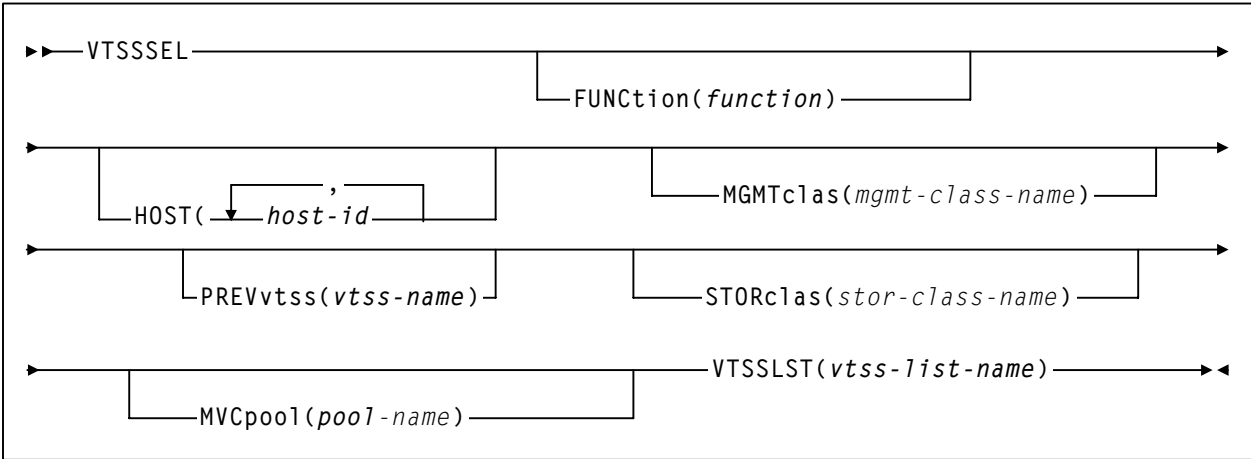 VTSSSEL
FUNCtion(function)
,
HOST( host-id
MGMTclas(mgmt-class-name)
PREVvtss(vtss-name)
STORclas(stor-class-name)
VTSSLST(vtss-list-name)
MVCpool(pool-name)